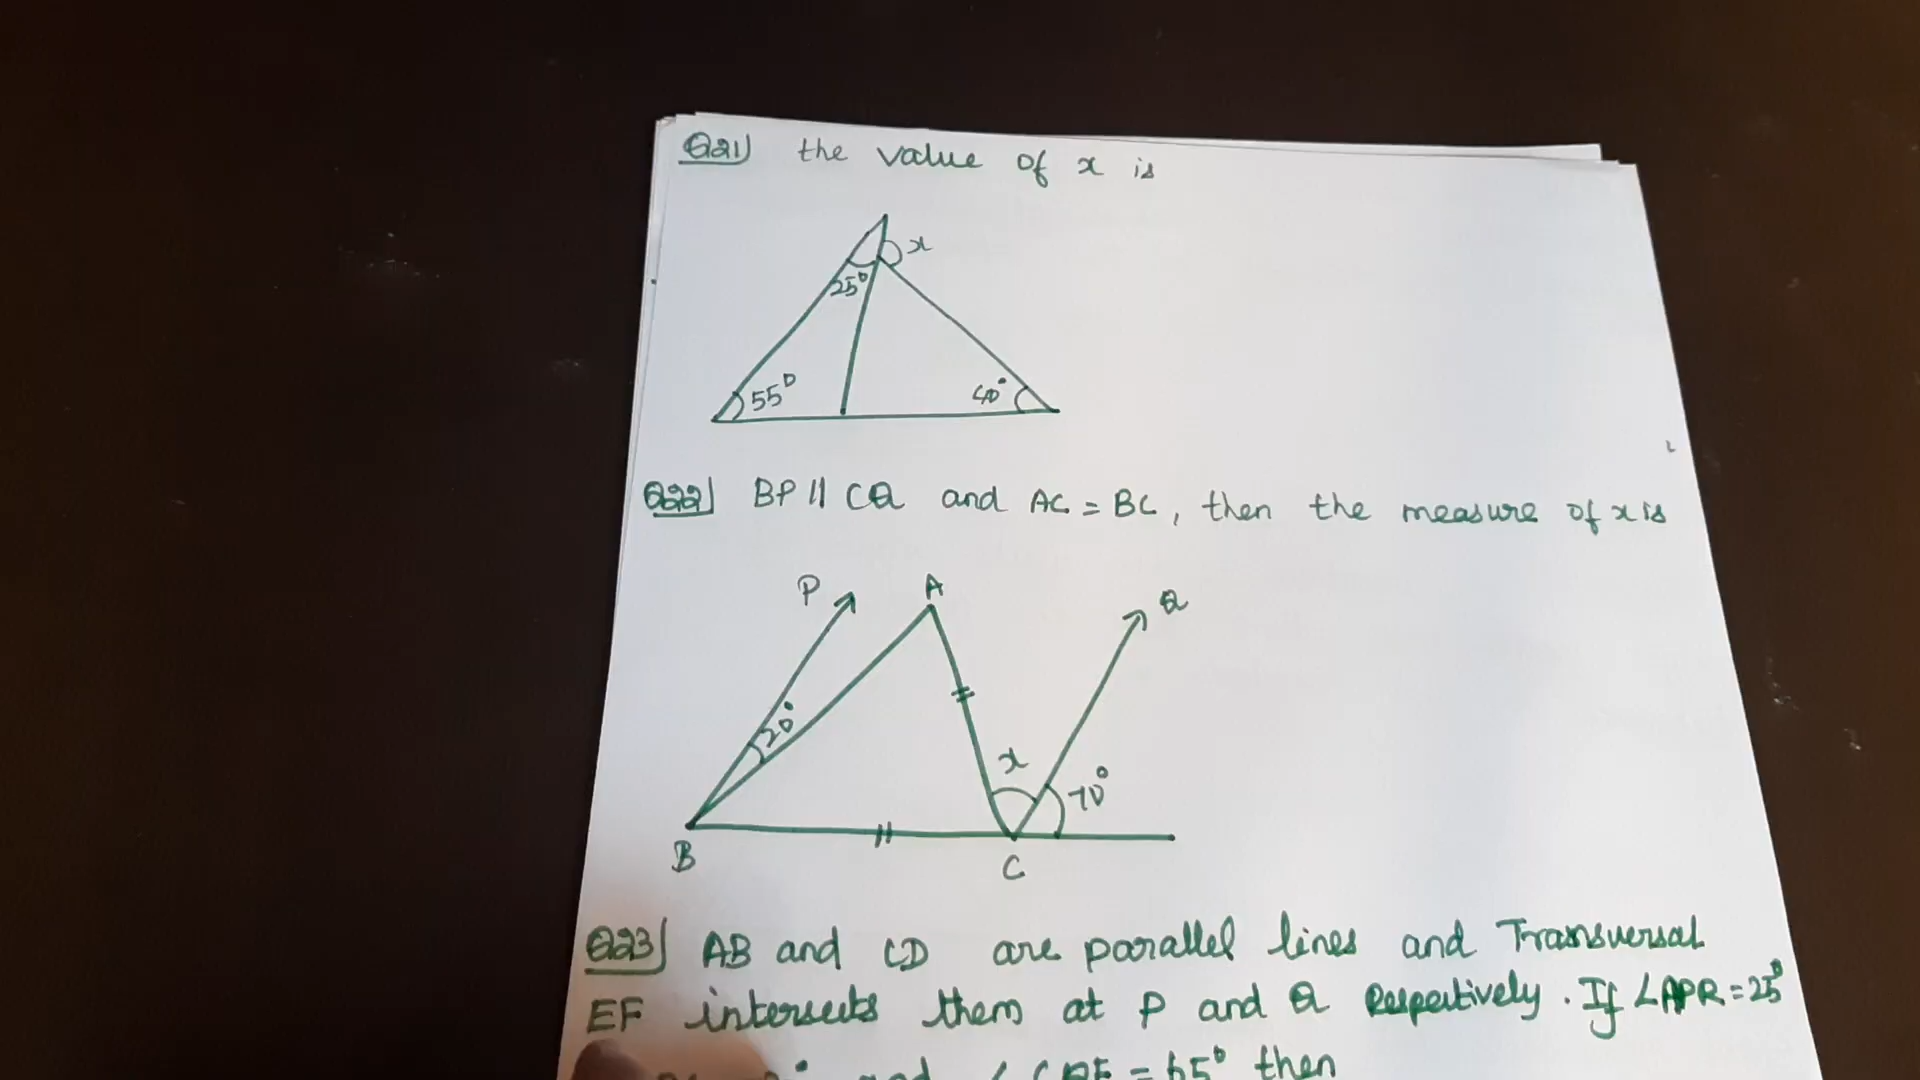 Q21) the value of x is
x
25°
55°
40°
Q22) BP || CQ and AC = BC, then the measure of x is
P
A
Q
20°
x
70°
B
C
Q23) AB and CD are parallel lines and Transversal
EF intersects them at P and Q Respectively. If ∠APR = 25°
and = 65° then